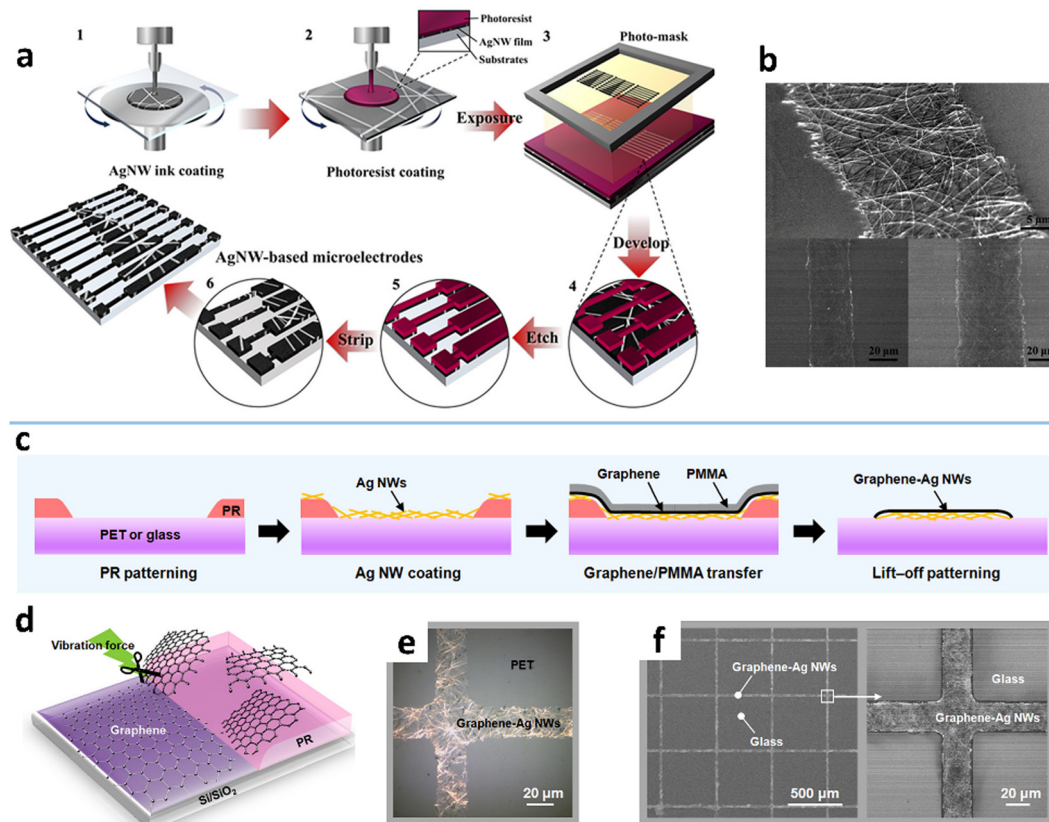 a
1
2
3
Photoresist
AgNW film
Substrates
Photo-mask
Exposure
AgNW ink coating
Photoresist coating
Develop
AgNW-based microelectrodes
6
5
4
Strip
Etch
b
5 μm
20 μm
20 μm
c
PR
PET or glass
PR patterning
Ag NWs
Ag NW coating
Graphene
PMMA
Graphene/PMMA transfer
Graphene-Ag NWs
Lift–off patterning
d
Vibration force
Graphene
PR
Si/SiO₂
e
PET
Graphene-Ag NWs
20 μm
f
Graphene-Ag NWs
Glass
500 μm
Glass
Graphene-Ag NWs
20 μm